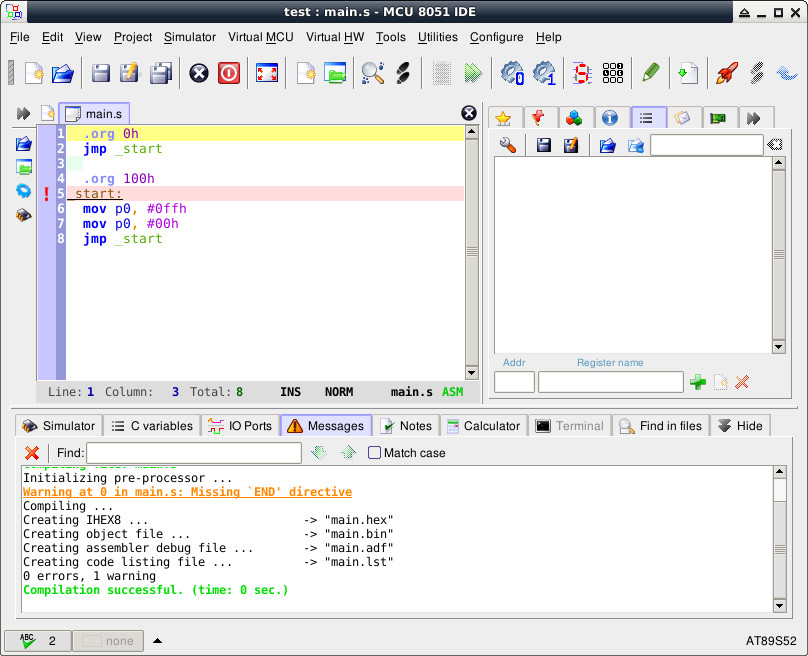 test : main.s - MCU 8051 IDE
File Edit View Project Simulator Virtual MCU Virtual HW Tools Utilities Configure Help
main.s
1 .org 0h
2 jmp _start
3
4 .org 100h
! 5 _start:
6 mov p0, #0ffh
7 mov p0, #00h
8 jmp _start
Addr Register name
Line: 1 Column: 3 Total: 8 INS NORM main.s ASM
Simulator C variables IO Ports Messages Notes Calculator Terminal Find in files Hide
Find: Match case
Initializing pre-processor ...
Warning at 0 in main.s: Missing `END' directive
Compiling ...
Creating IHEX8 ... -> "main.hex"
Creating object file ... -> "main.bin"
Creating assembler debug file ... -> "main.adf"
Creating code listing file ... -> "main.lst"
0 errors, 1 warning
Compilation successful. (time: 0 sec.)
ABC 2 none AT89S52